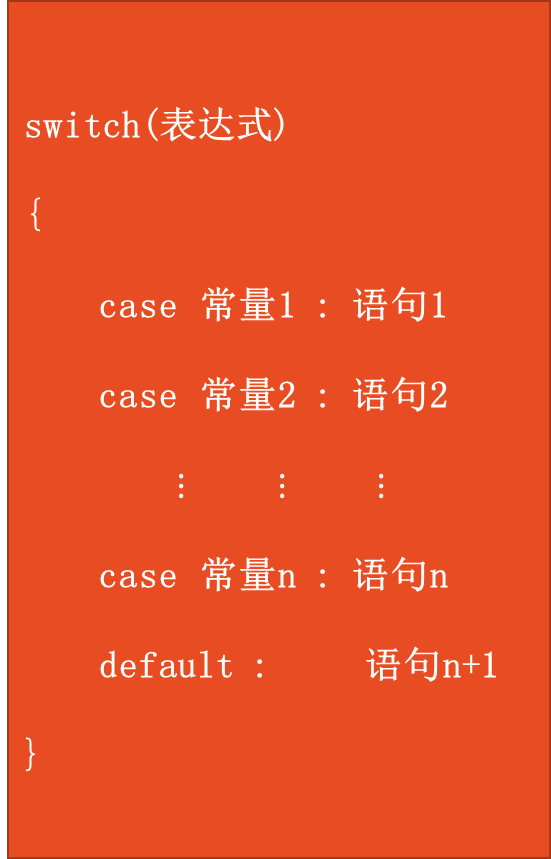 switch(表达式)
{
case 常量1 : 语句1
case 常量2 : 语句2
⋮ ⋮ ⋮
case 常量n : 语句n
default : 语句n+1
}